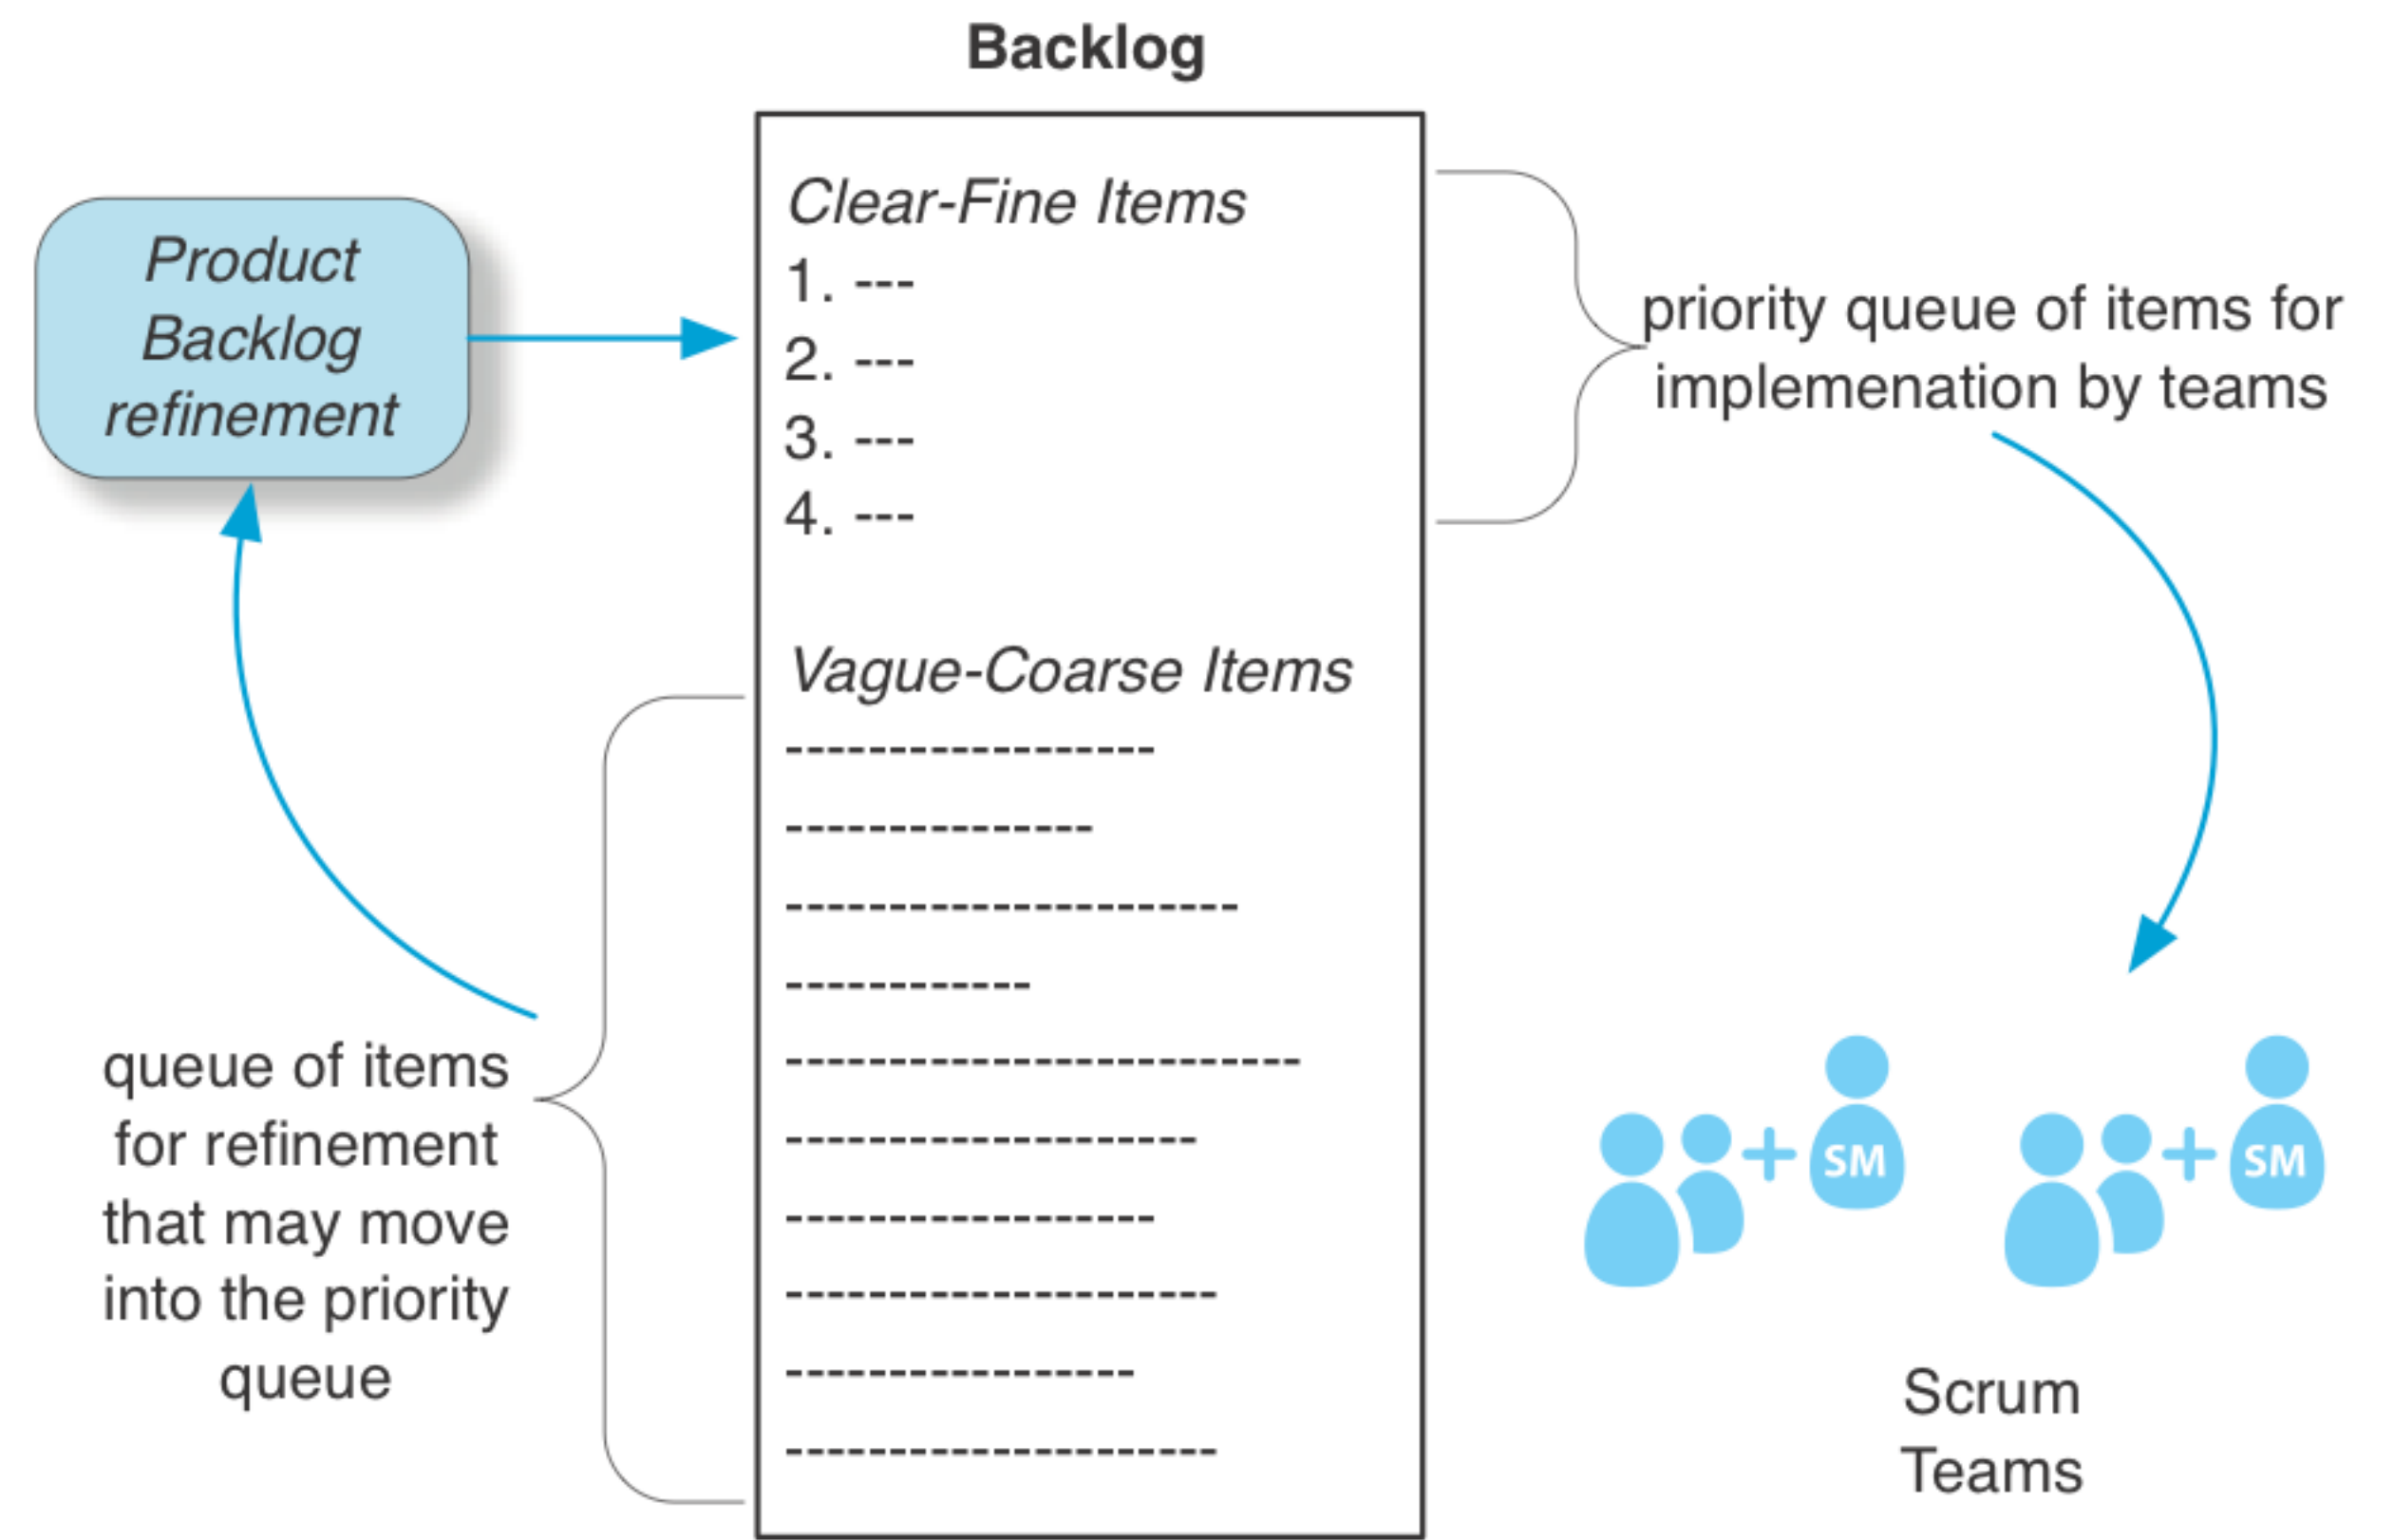 Backlog
Product
Backlog
refinement
Clear-Fine Items
1. ---
2. ---
3. ---
4. ---
priority queue of items for
implemenation by teams
Vague-Coarse Items
------------------
---------------
----------------------
------------
-------------------------
--------------------
------------------
---------------------
-----------------
---------------------
queue of items
for refinement
that may move
into the priority
queue
+ SM
+ SM
Scrum
Teams